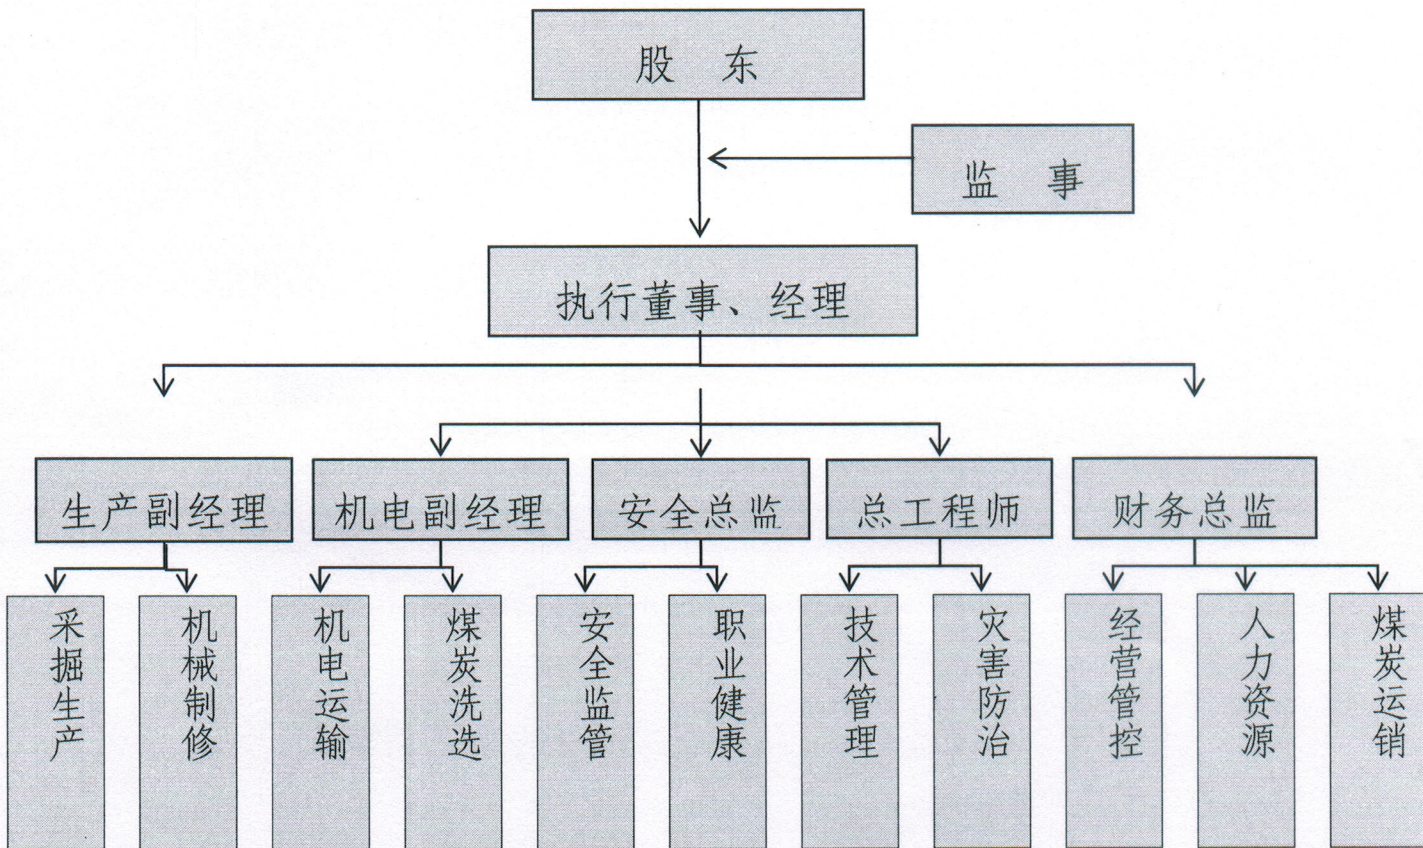 股 东
监 事
执行董事、经理
生产副经理
机电副经理
安全总监
总工程师
财务总监
采掘生产
机械制修
机电运输
煤炭洗选
安全监管
职业健康
技术管理
灾害防治
经营管控
人力资源
煤炭运销